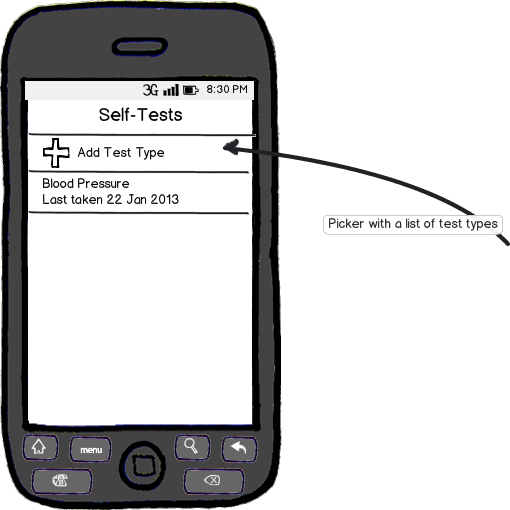 3G 8:30 PM
Self-Tests
Add Test Type
Blood Pressure
Last taken 22 Jan 2013
Picker with a list of test types
menu